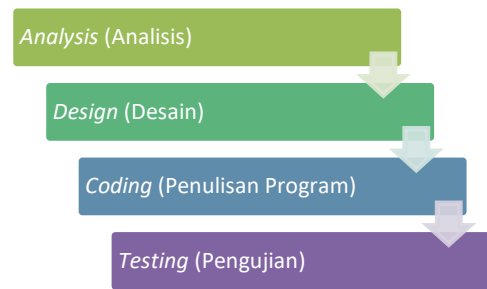 Analysis (Analisis)
Design (Desain)
Coding (Penulisan Program)
Testing (Pengujian)